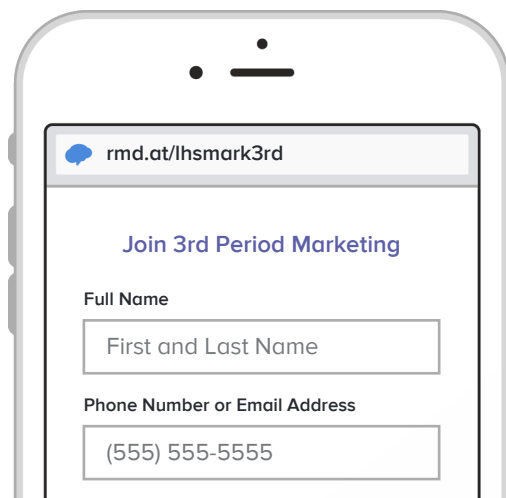 rmd.at/lhsmark3rd
Join 3rd Period Marketing
Full Name
First and Last Name
Phone Number or Email Address
(555) 555-5555